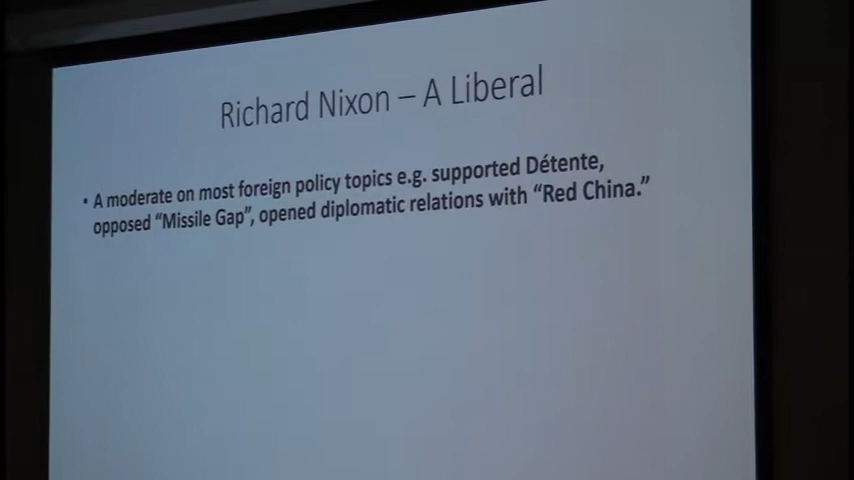 Richard Nixon – A Liberal
• A moderate on most foreign policy topics e.g. supported Détente,
opposed “Missile Gap”, opened diplomatic relations with “Red China.”